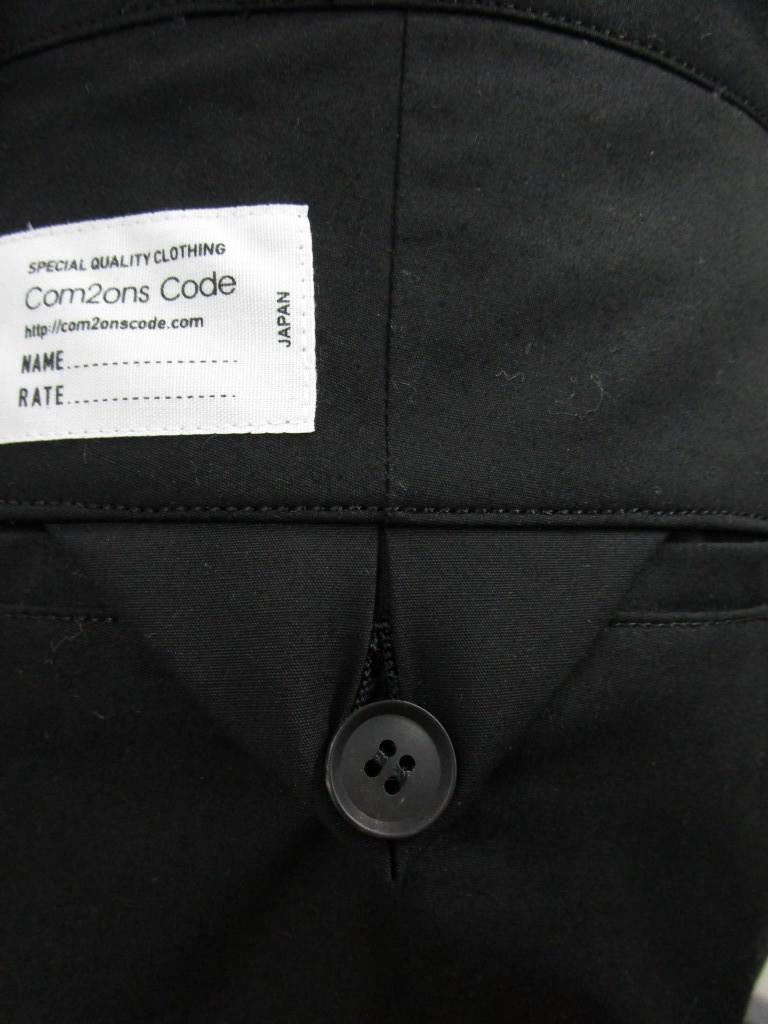 SPECIAL QUALITY CLOTHING
Com2ons Code
http://com2onscode.com
NAME....................
RATE....................
JAPAN